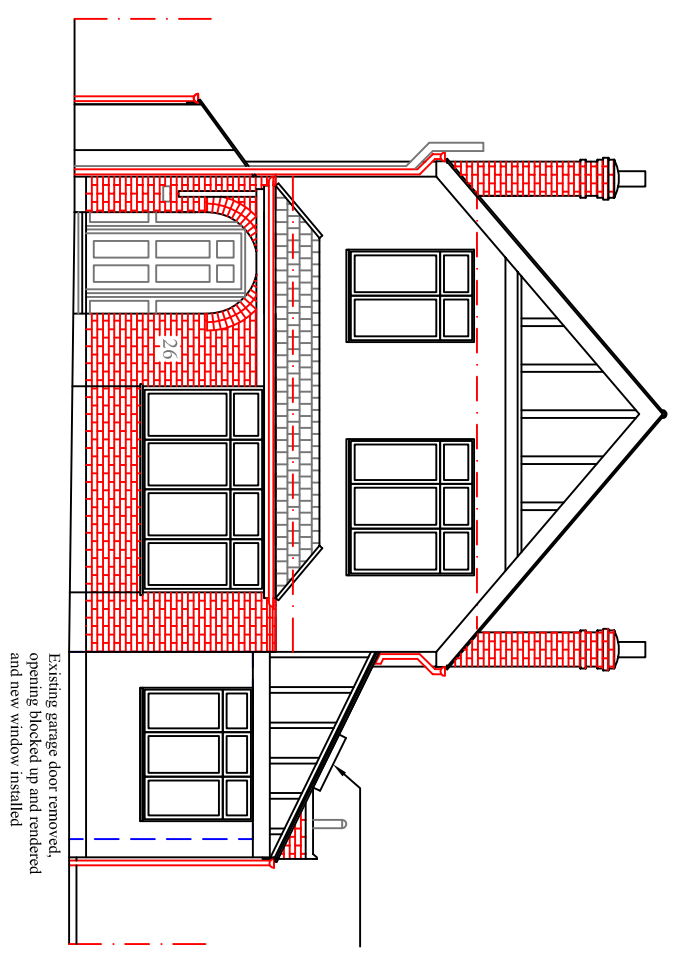 26
Existing garage door removed,
opening blocked up and rendered
and new window installed